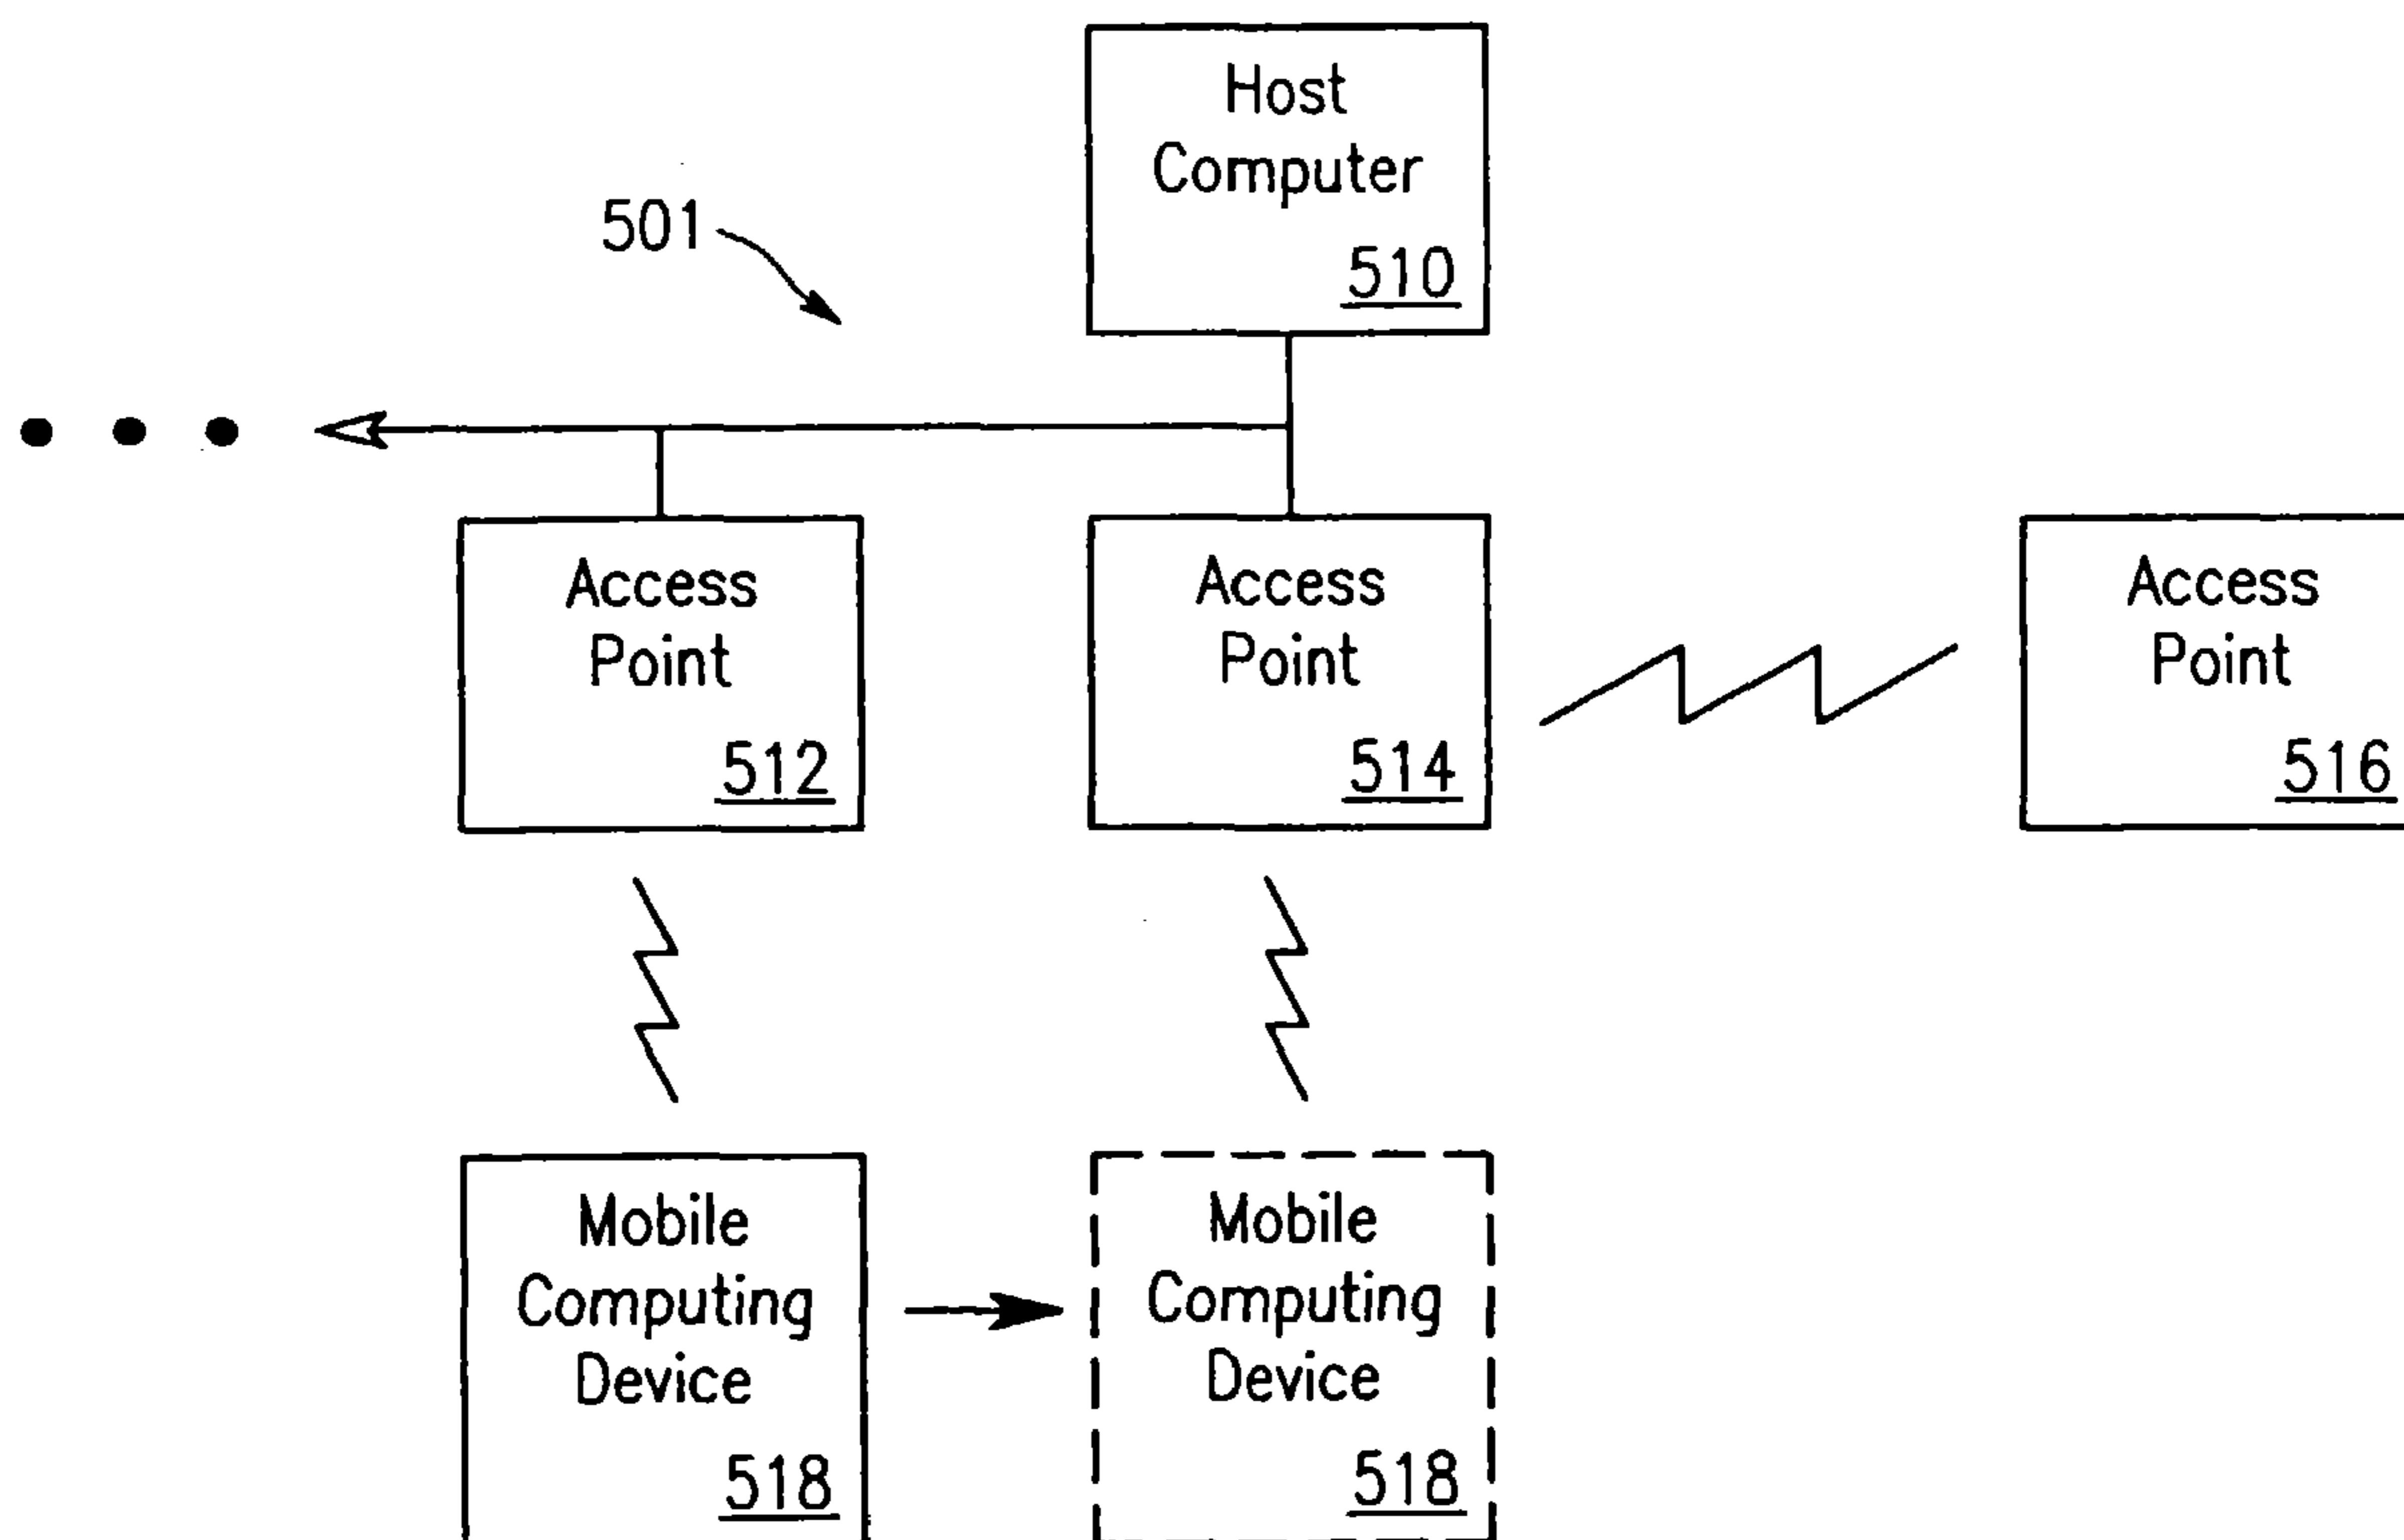 Host
Computer
510
501
Access
Point
512
Access
Point
514
Access
Point
516
Mobile
Computing
Device
518
Mobile
Computing
Device
518